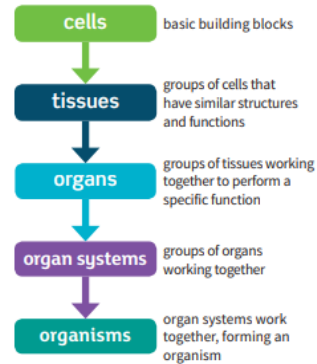 cells
basic building blocks
tissues
groups of cells that
have similar structures
and functions
organs
groups of tissues working
together to perform a
specific function
organ systems
groups of organs
working together
organisms
organ systems work
together, forming an
organism